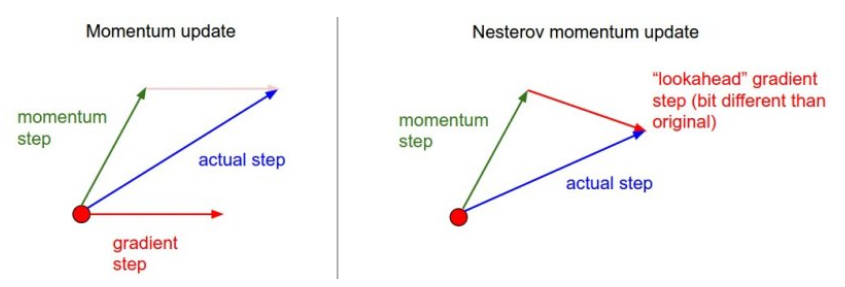 Momentum update
momentum
step
actual step
gradient
step
Nesterov momentum update
"lookahead" gradient
step (bit different than
original)
momentum
step
actual step